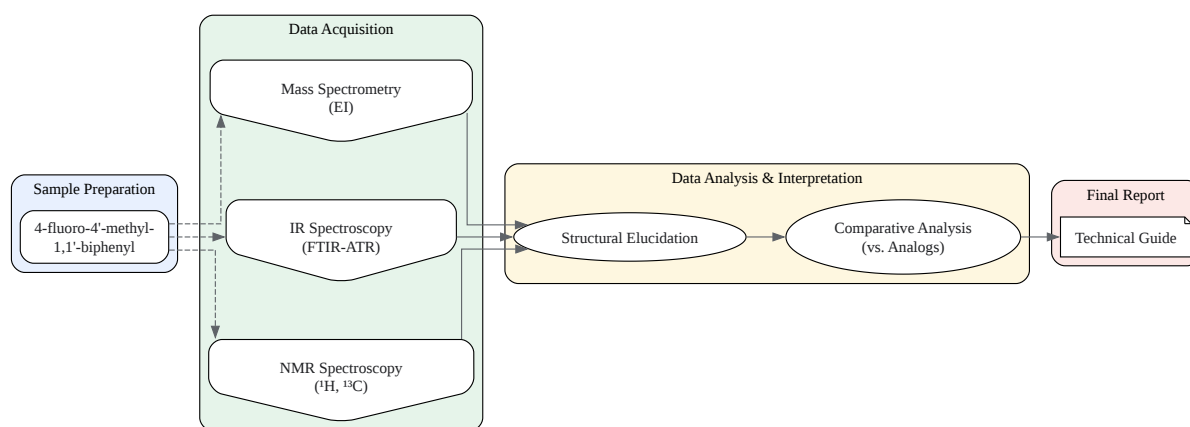 Sample Preparation
4-fluoro-4'-methyl-
1,1'-biphenyl
Data Acquisition
Mass Spectrometry
(EI)
IR Spectroscopy
(FTIR-ATR)
NMR Spectroscopy
(¹H, ¹³C)
Data Analysis & Interpretation
Structural Elucidation
Comparative Analysis
(vs. Analogs)
Final Report
Technical Guide